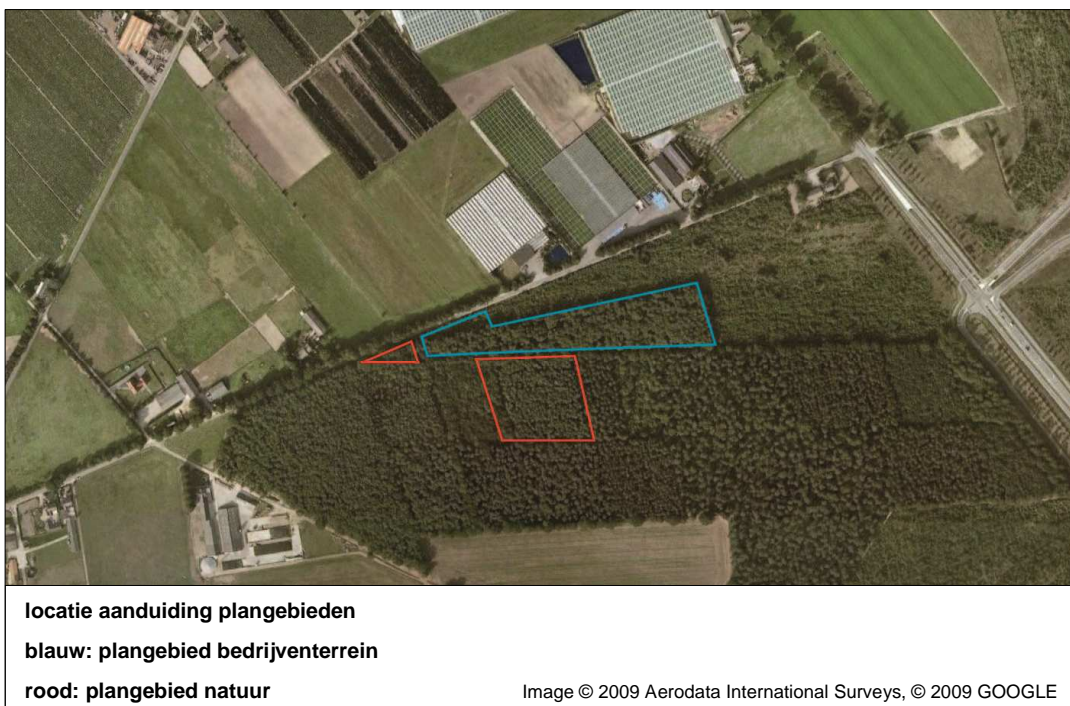 locatie aanduiding plangebieden
blauw: plangebied bedrijventerrein
rood: plangebied natuur
Image © 2009 Aerodata International Surveys, © 2009 GOOGLE